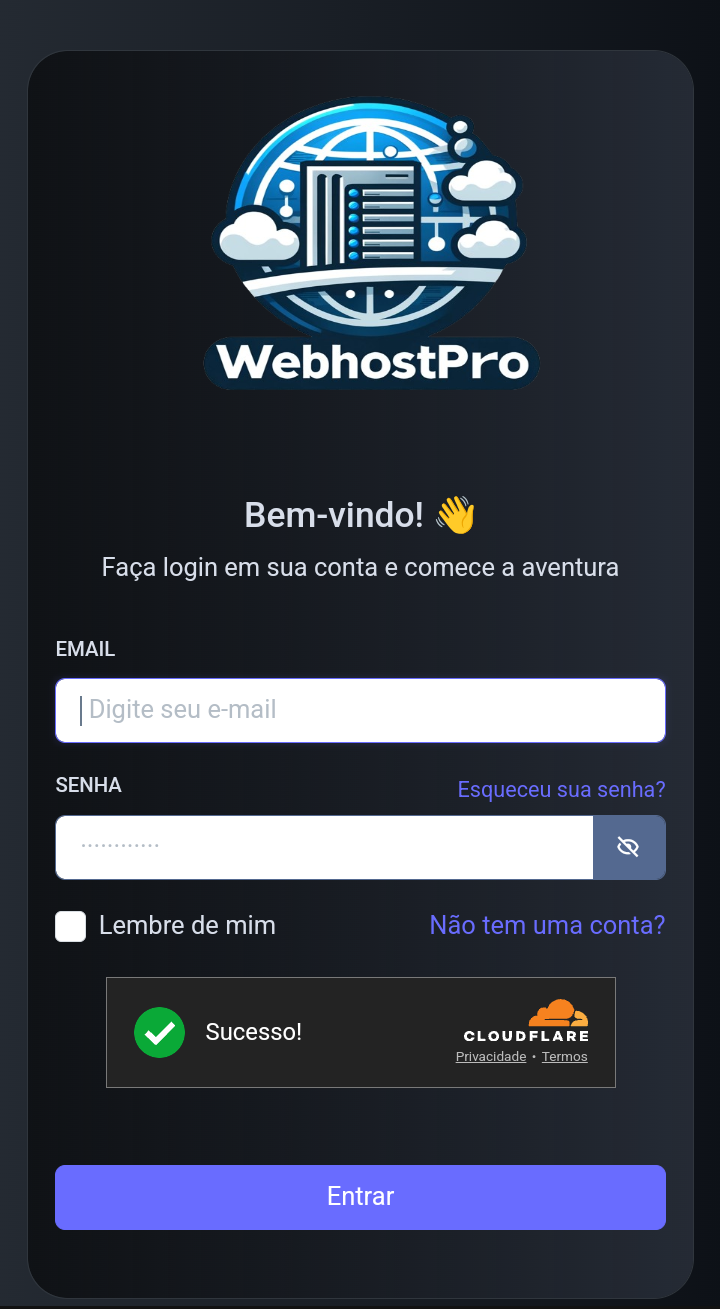 WebhostPro
Bem-vindo! 👋
Faça login em sua conta e comece a aventura
EMAIL
Digite seu e-mail
SENHA
Esqueceu sua senha?
············
Lembre de mim
Não tem uma conta?
Sucesso!
CLOUDFLARE
Privacidade • Termos
Entrar